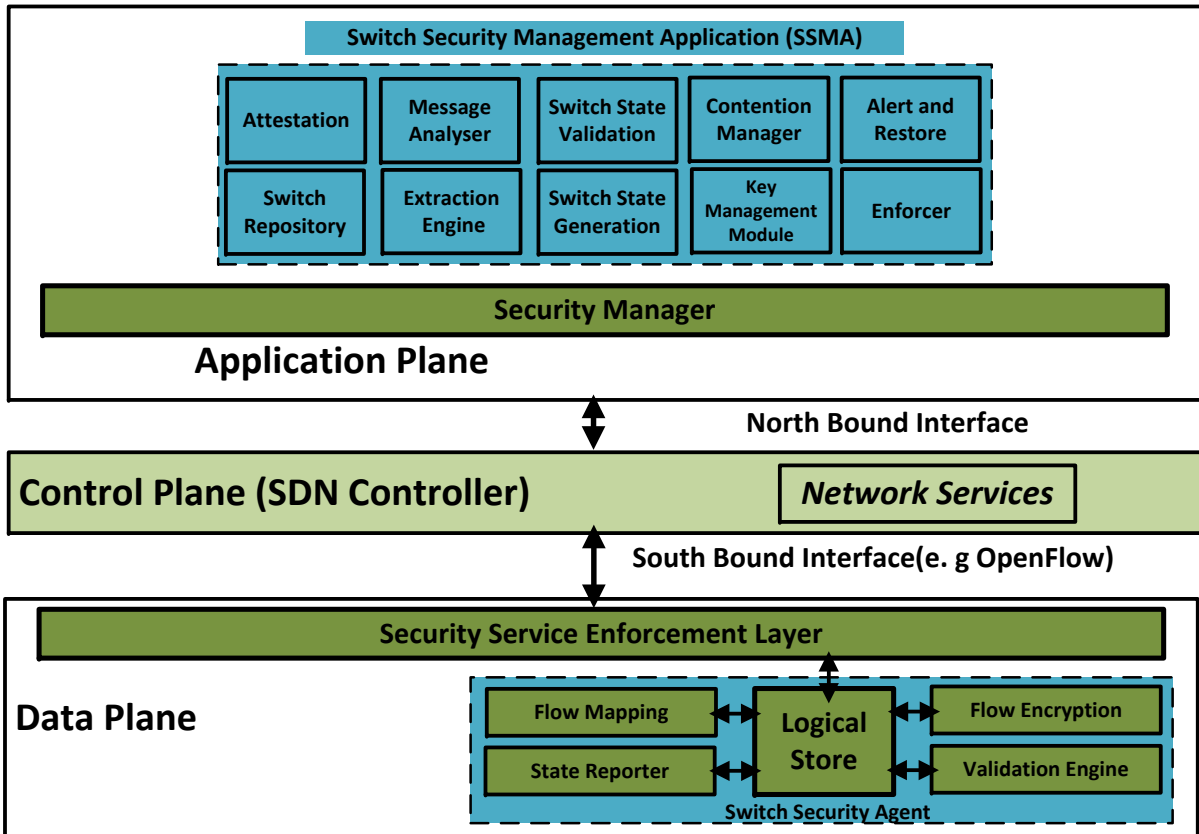 Switch Security Management Application (SSMA)
Attestation
Message
Analyser
Switch State
Validation
Contention
Manager
Alert and
Restore
Switch
Repository
Extraction
Engine
Switch State
Generation
Key
Management
Module
Enforcer
Security Manager
Application Plane
North Bound Interface
Control Plane (SDN Controller)
Network Services
South Bound Interface(e. g OpenFlow)
Security Service Enforcement Layer
Data Plane
Flow Mapping
Logical
Store
Flow Encryption
State Reporter
Validation Engine
Switch Security Agent